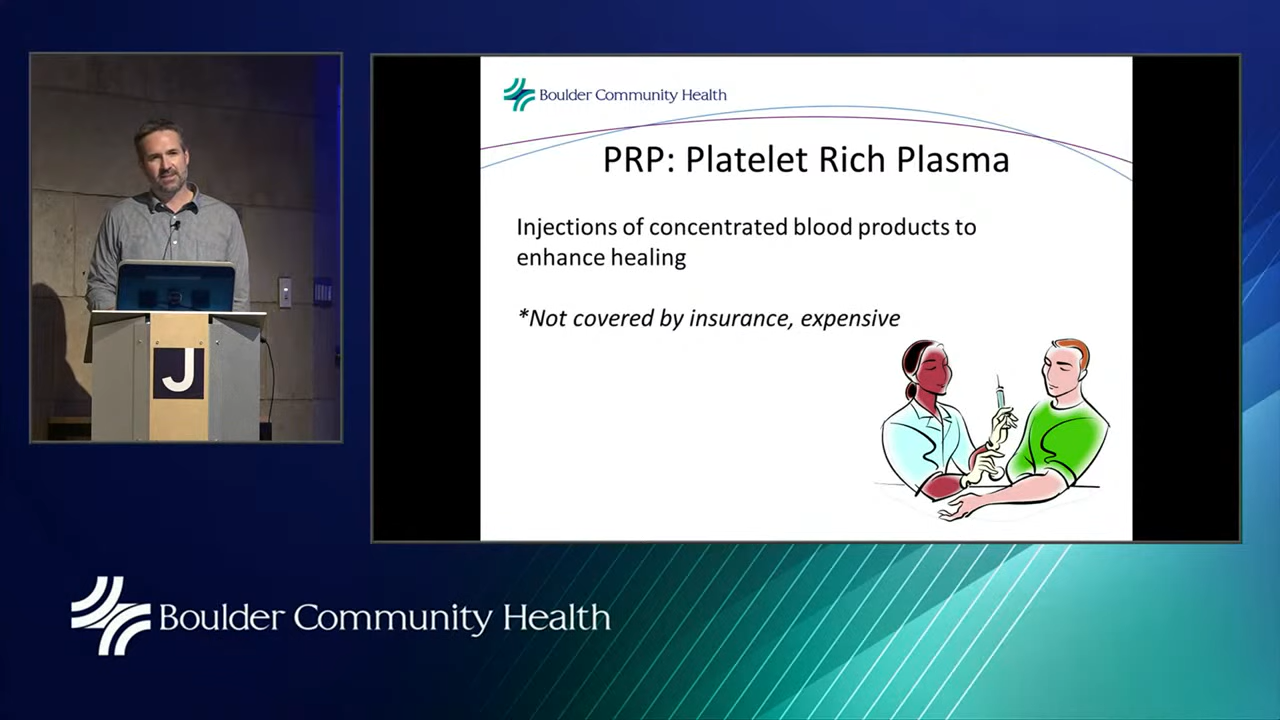 J
Boulder Community Health
PRP: Platelet Rich Plasma
Injections of concentrated blood products to
enhance healing
*Not covered by insurance, expensive
Boulder Community Health